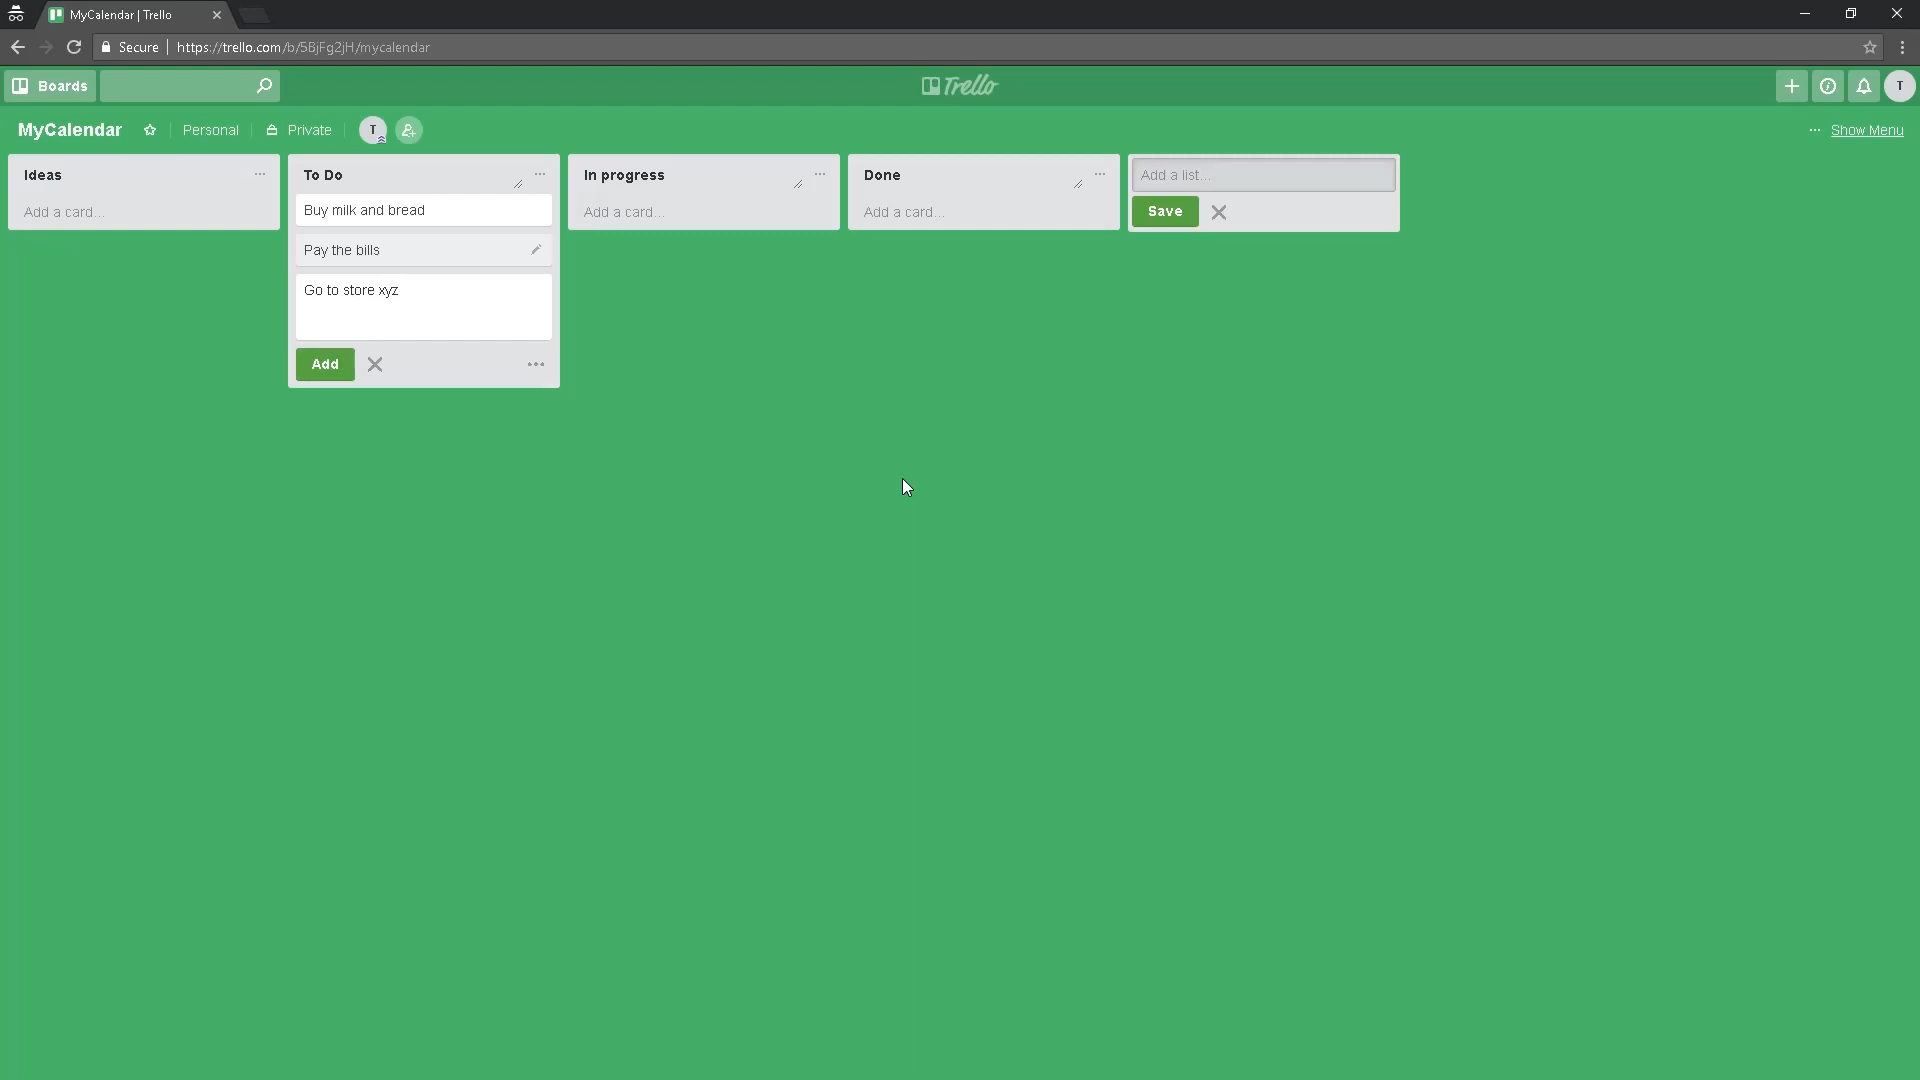 MyCalendar | Trello
Secure https://trello.com/b/5BjFg2jH/mycalendar
Boards Trello T
MyCalendar Personal Private T ... Show Menu
Ideas ...
Add a card...
To Do ...
Buy milk and bread
Pay the bills
Go to store xyz
Add ...
In progress ...
Add a card...
Done ...
Add a card...
Add a list...
Save